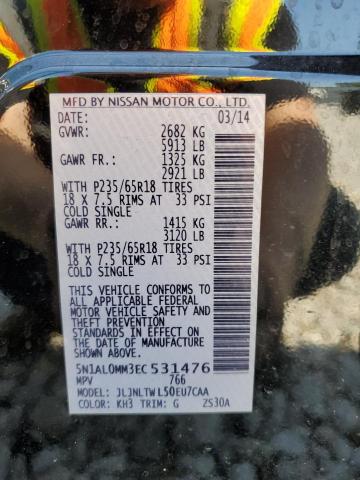 MFD BY NISSAN MOTOR CO., LTD.
DATE: 03/14
GVWR: 2682 KG
5913 LB
GAWR FR.: 1325 KG
2921 LB
WITH P235/65R18 TIRES
18 X 7.5 RIMS AT 33 PSI
COLD SINGLE
GAWR RR.: 1415 KG
3120 LB
WITH P235/65R18 TIRES
18 X 7.5 RIMS AT 33 PSI
COLD SINGLE
THIS VEHICLE CONFORMS TO
ALL APPLICABLE FEDERAL
MOTOR VEHICLE SAFETY AND
THEFT PREVENTION
STANDARDS IN EFFECT ON
THE DATE OF MANUFACTURE
SHOWN ABOVE.
5N1AL0MM3EC531476
MPV 766
MODEL: JLJNLTWL50EU7CAA
COLOR: KH3 TRIM: G ZS30A